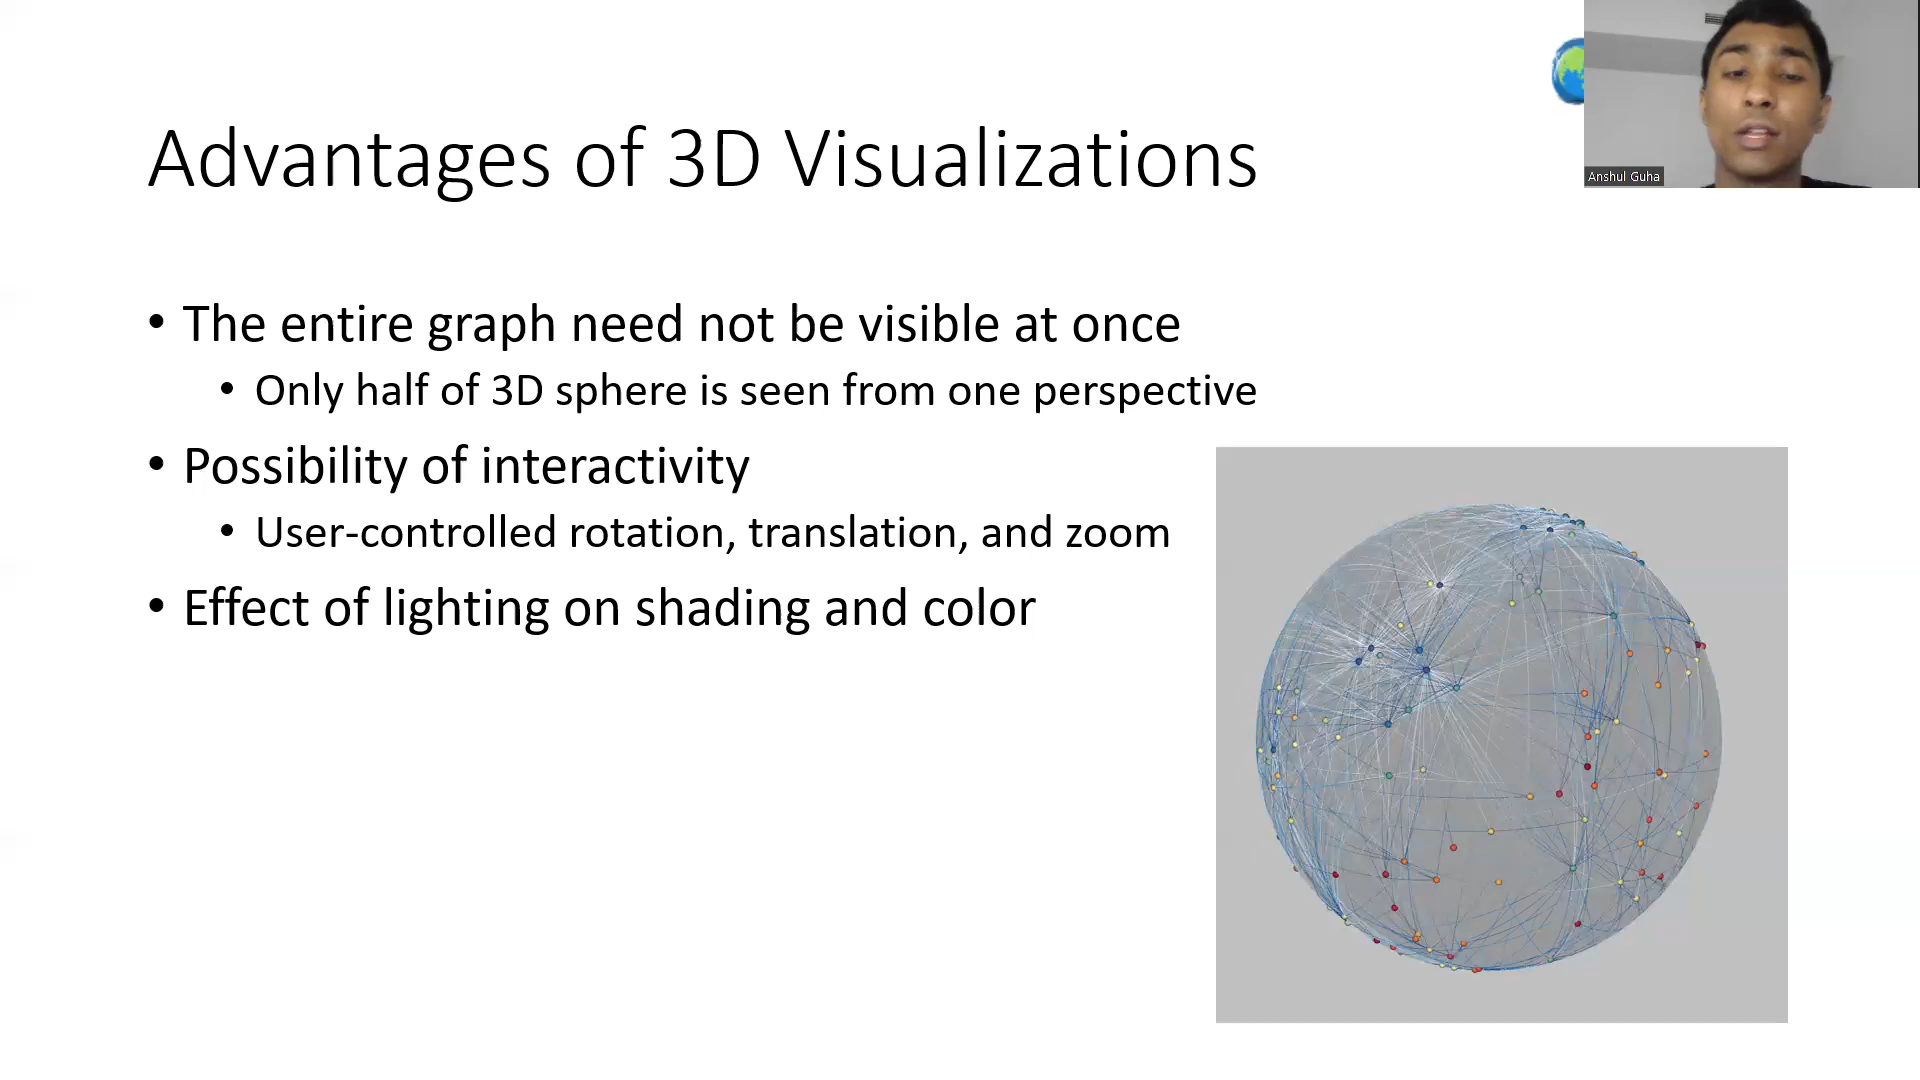 Advantages of 3D Visualizations
Anshul Guha
• The entire graph need not be visible at once
• Only half of 3D sphere is seen from one perspective
• Possibility of interactivity
• User-controlled rotation, translation, and zoom
• Effect of lighting on shading and color